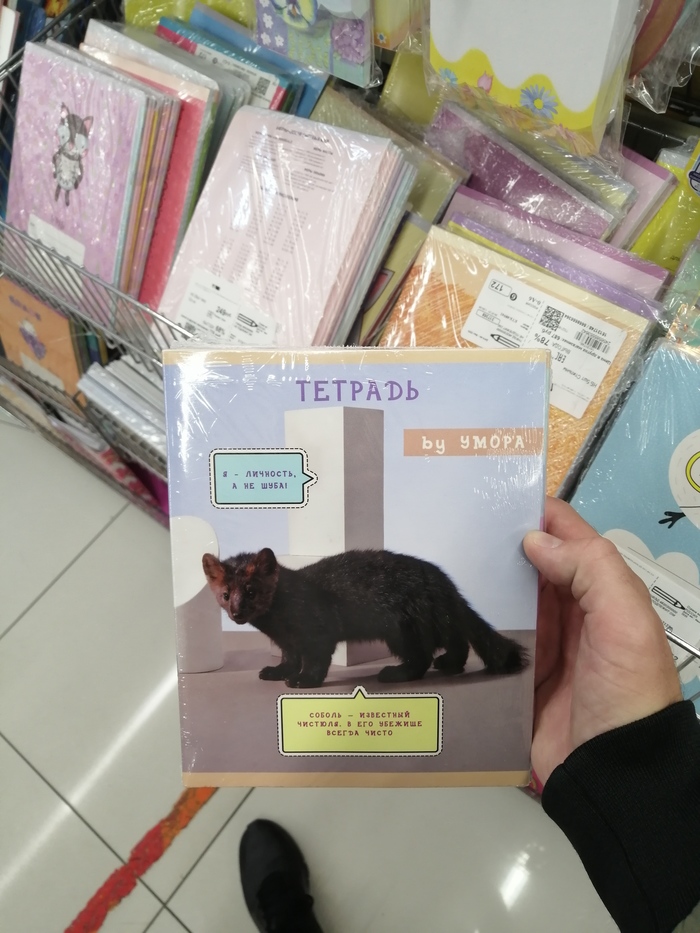 ТЕТРАДЬ
by УМОРА
Я - ЛИЧНОСТЬ,
А НЕ ШУБА!
СОБОЛЬ - ИЗВЕСТНЫЙ
ЧИСТЮЛЯ. В ЕГО УБЕЖИЩЕ
ВСЕГДА ЧИСТО